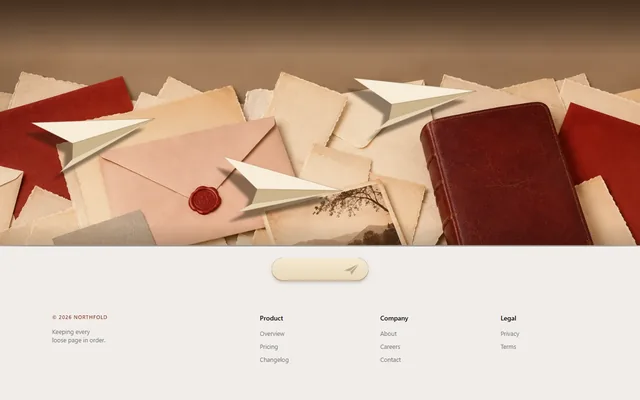 © 2026 NORTHFOLD
Keeping every
loose page in order.
Product
Overview
Pricing
Changelog
Company
About
Careers
Contact
Legal
Privacy
Terms